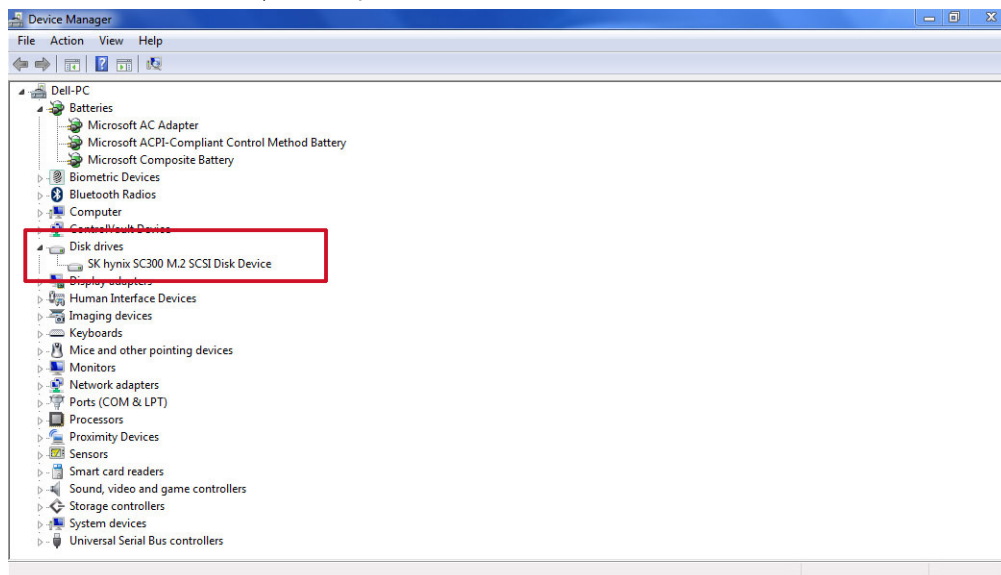 Device Manager
File Action View Help
Dell-PC
Batteries
Microsoft AC Adapter
Microsoft ACPI-Compliant Control Method Battery
Microsoft Composite Battery
Biometric Devices
Bluetooth Radios
Computer
ControlVault Device
Disk drives
SK hynix SC300 M.2 SCSI Disk Device
Display adapters
Human Interface Devices
Imaging devices
Keyboards
Mice and other pointing devices
Monitors
Network adapters
Ports (COM & LPT)
Processors
Proximity Devices
Sensors
Smart card readers
Sound, video and game controllers
Storage controllers
System devices
Universal Serial Bus controllers